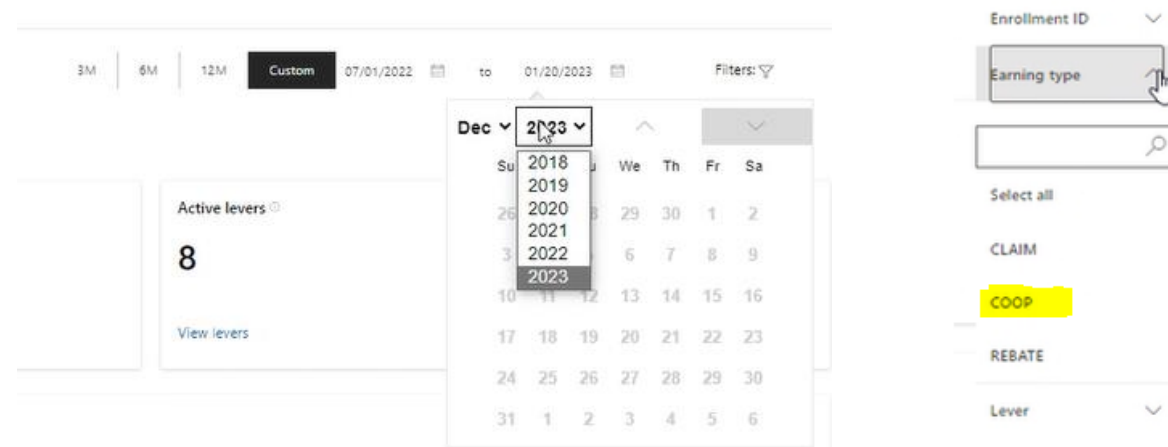 3M 6M 12M Custom 07/01/2022 to 01/20/2023 Filters:
Dec 2023
Su We Th Fr Sa
2018
2019
2020
2021
2022
2023
26 29 30 1 2
3 6 7 8 9
10 11 12 13 14 15 16
17 18 19 20 21 22 23
24 25 26 27 28 29 30
31 1 2 3 4 5 6
Active levers
8
View levers
Enrollment ID
Earning type
Select all
CLAIM
COOP
REBATE
Lever